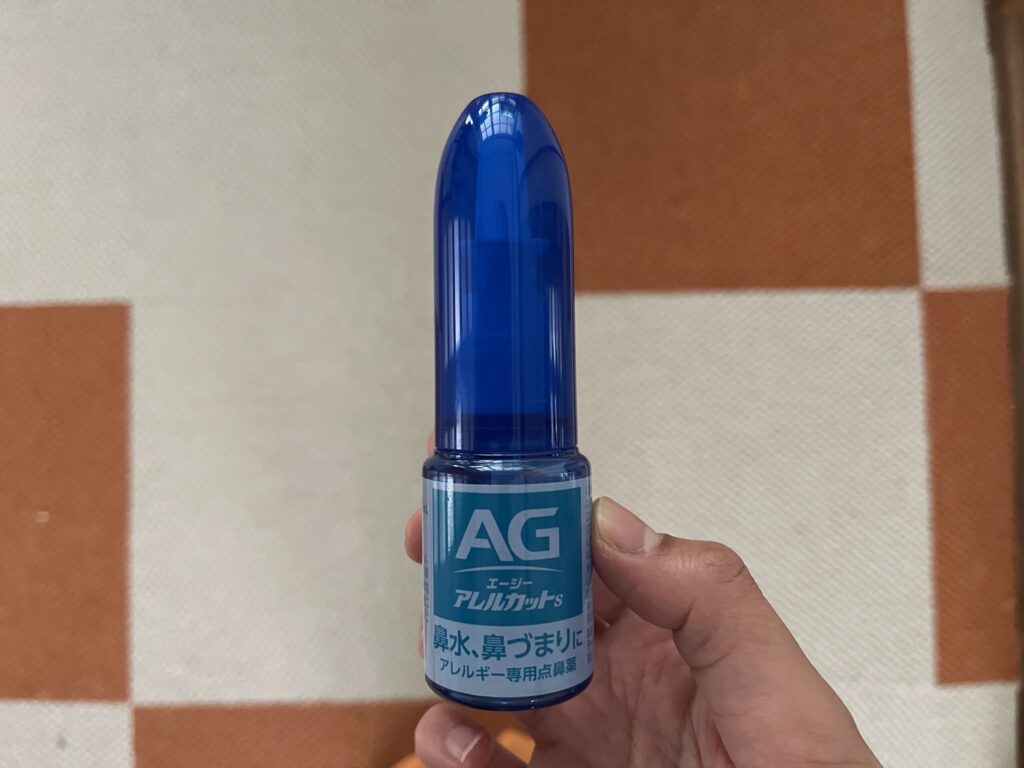 AG
エージー
アレルカットS
鼻水、鼻づまりに
アレルギー専用点鼻薬